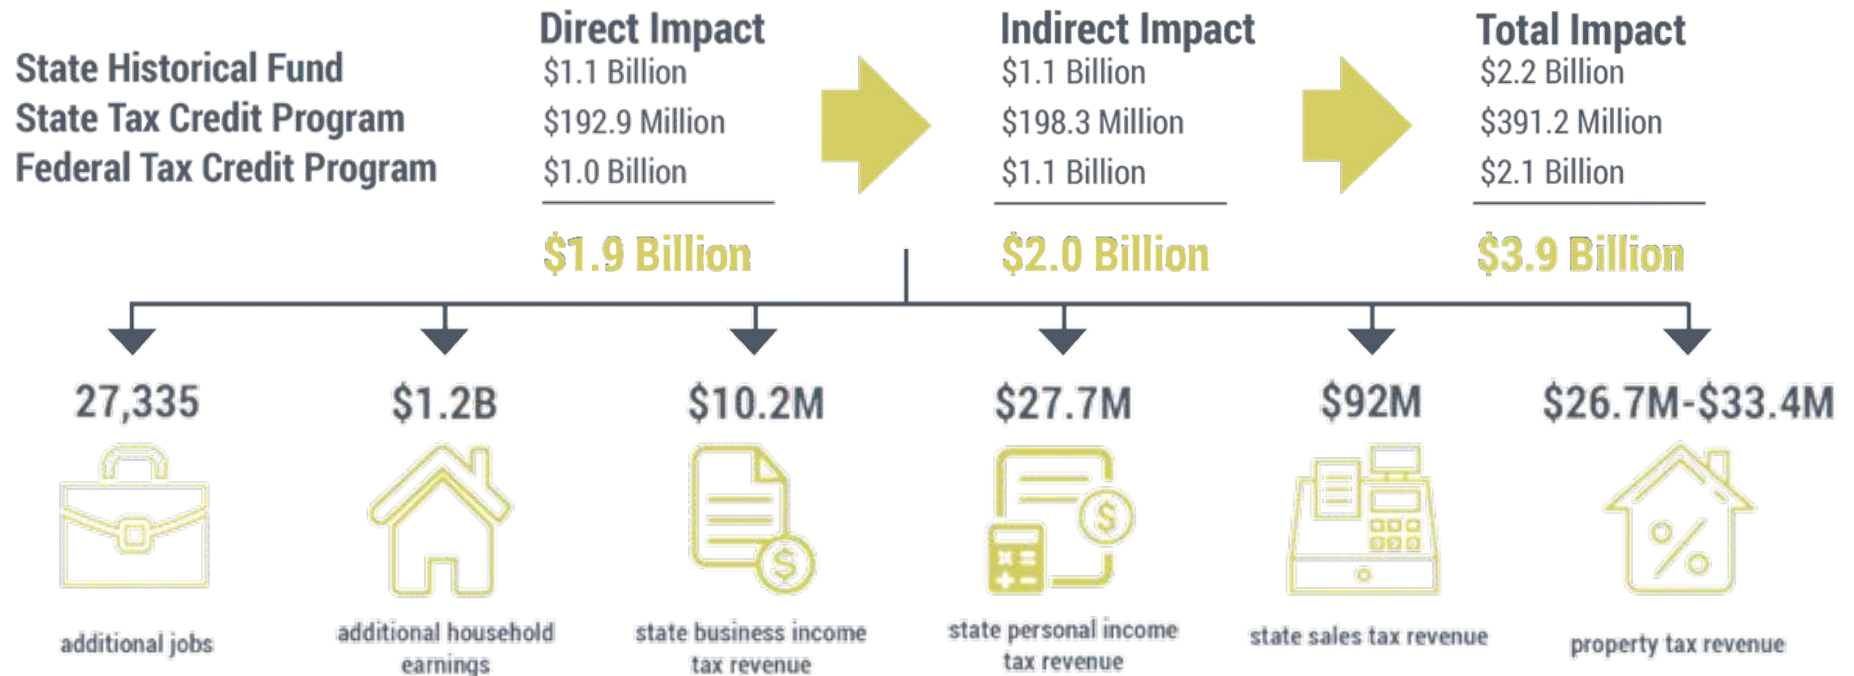 Direct Impact
Indirect Impact
Total Impact
State Historical Fund
$1.1 Billion
$1.1 Billion
$2.2 Billion
State Tax Credit Program
$192.9 Million
$198.3 Million
$391.2 Million
Federal Tax Credit Program
$1.0 Billion
$1.1 Billion
$2.1 Billion
$1.9 Billion
$2.0 Billion
$3.9 Billion
27,335
$1.2B
$10.2M
$27.7M
$92M
$26.7M-$33.4M
additional jobs
additional household
earnings
state business income
tax revenue
state personal income
tax revenue
state sales tax revenue
property tax revenue